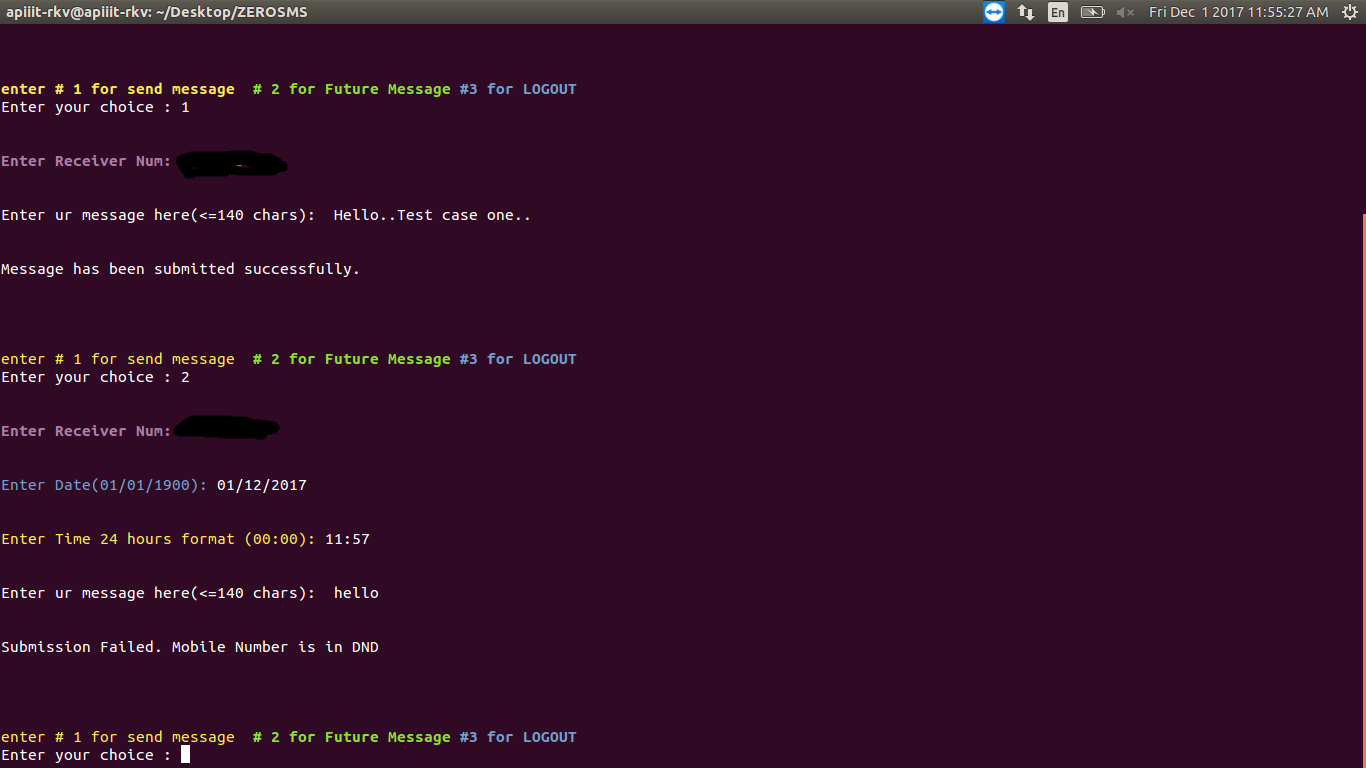 apiiit-rkv@apiiit-rkv: ~/Desktop/ZEROSMS
En
Fri Dec 1 2017 11:55:27 AM
enter # 1 for send message  # 2 for Future Message #3 for LOGOUT
Enter your choice : 1
Enter Receiver Num:
Enter ur message here(<=140 chars):  Hello..Test case one..
Message has been submitted successfully.
enter # 1 for send message  # 2 for Future Message #3 for LOGOUT
Enter your choice : 2
Enter Receiver Num:
Enter Date(01/01/1900): 01/12/2017
Enter Time 24 hours format (00:00): 11:57
Enter ur message here(<=140 chars):  hello
Submission Failed. Mobile Number is in DND
enter # 1 for send message  # 2 for Future Message #3 for LOGOUT
Enter your choice :